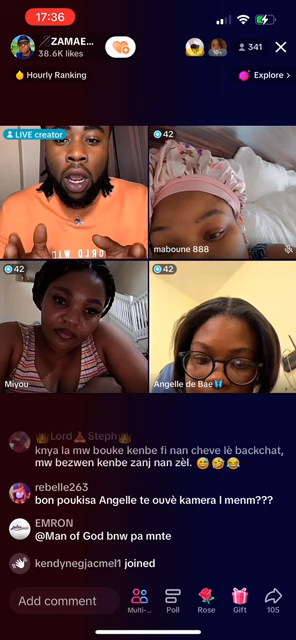 17:36
ZAMAE...
38.6K likes
10+
341
Hourly Ranking
Explore >
LIVE creator
42
maboune 888
42
Miyou
42
Angelle de Bae
Lord Steph
knya la mw bouke kenbe fi nan cheve lè backchat,
mw bezwen kenbe zanj nan zèl. 😅🤣😂
rebelle263
bon poukisa Angelle te ouvè kamera l menm???
EMRON
@Man of God bnw pa mnte
kendynegjacmel1 joined
Add comment
Multi-...
Poll
Rose
Gift
105